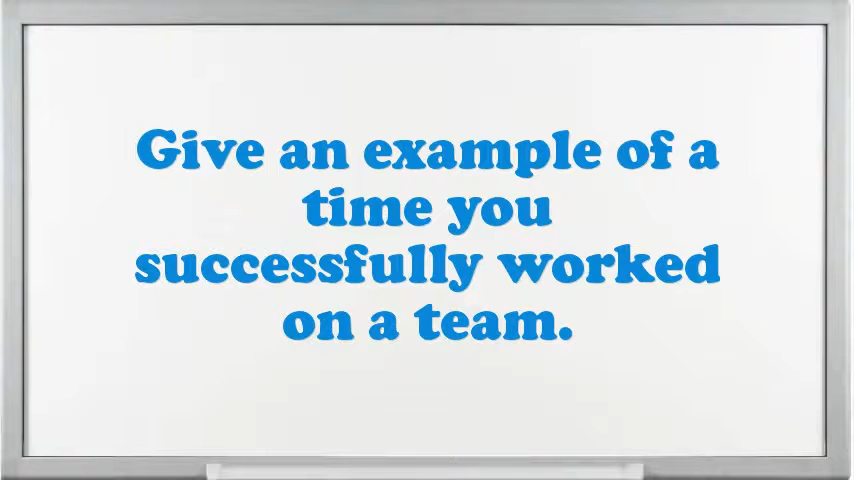 Give an example of a
time you
successfully worked
on a team.